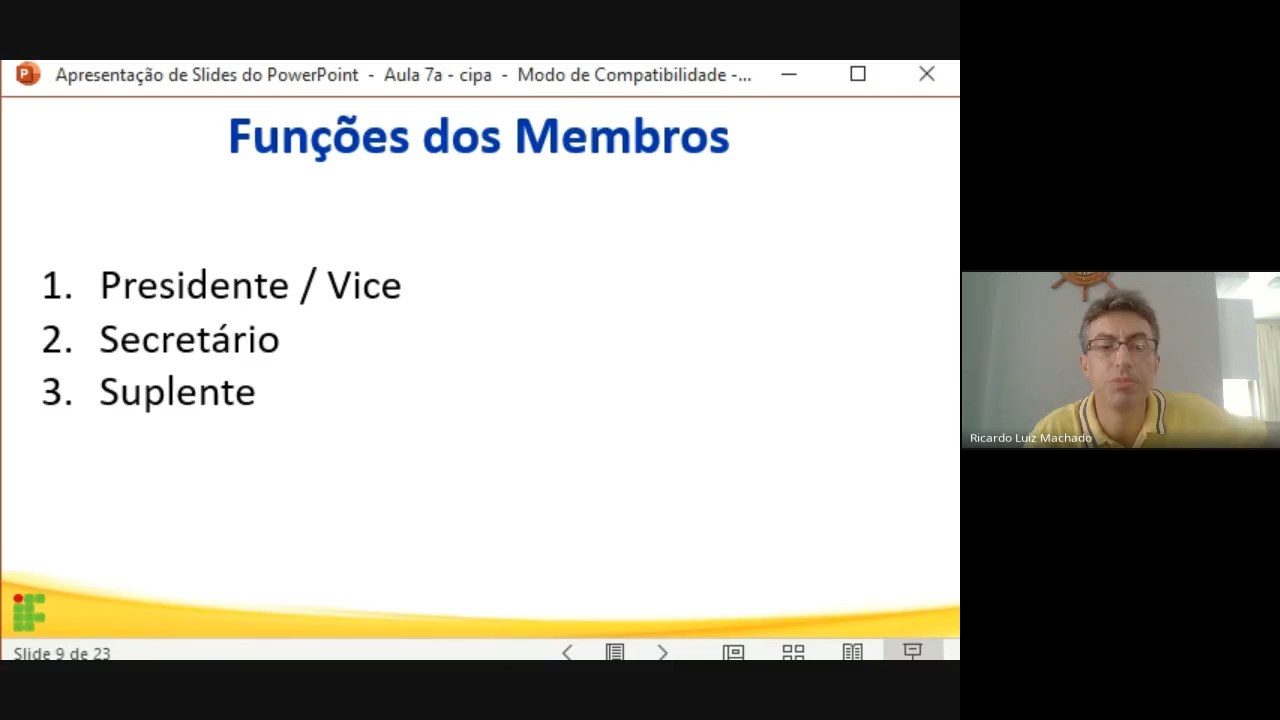 Apresentação de Slides do PowerPoint - Aula 7a - cipa - Modo de Compatibilidade -...
Funções dos Membros
1. Presidente / Vice
2. Secretário
3. Suplente
Ricardo Luiz Machado
Slide 9 de 23